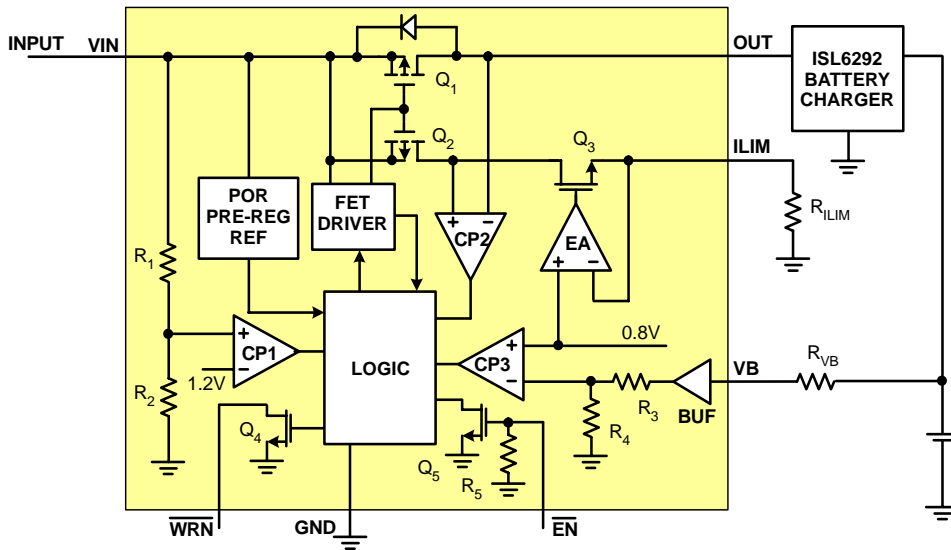 INPUT
VIN
OUT
ISL6292
BATTERY
CHARGER
Q1
Q2
Q3
ILIM
RILIM
POR
PRE-REG
REF
FET
DRIVER
+ −
CP2
EA
+ −
R1
R2
+
CP1
−
1.2V
LOGIC
+
CP3
−
0.8V
VB
RVB
R3
BUF
R4
Q4
Q5
R5
WRN
GND
EN